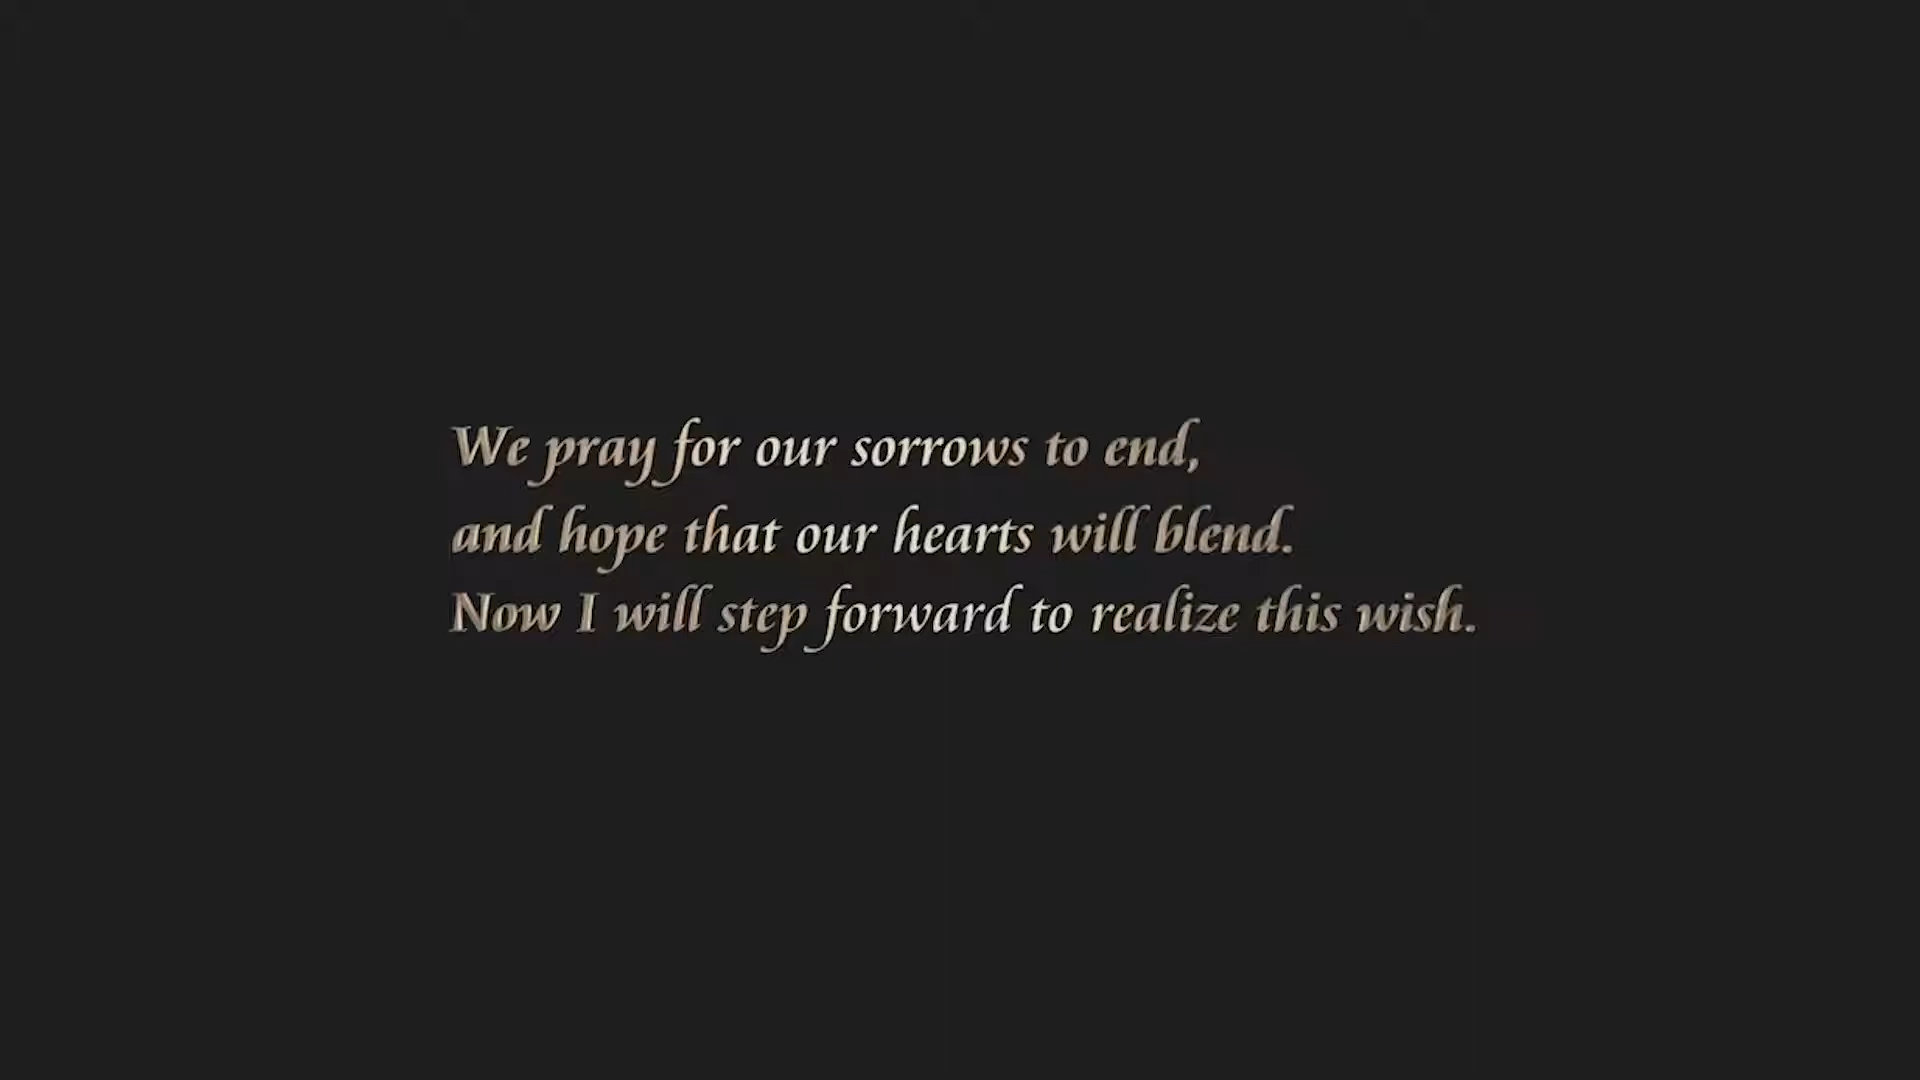 We pray for our sorrows to end,
and hope that our hearts will blend.
Now I will step forward to realize this wish.